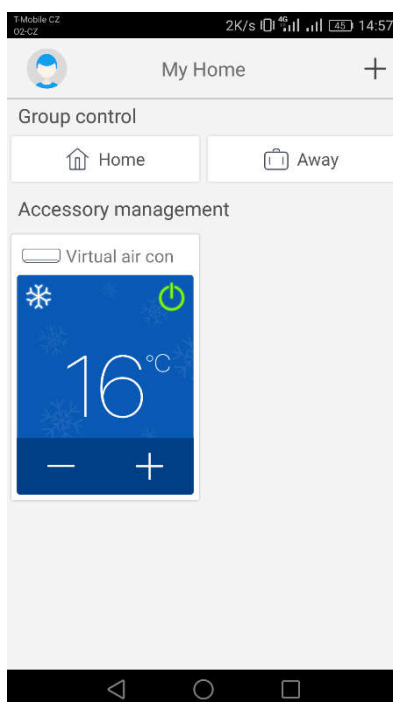 T-Mobile CZ
O2-CZ
2K/s 4G 45 14:57
My Home +
Group control
Home Away
Accessory management
Virtual air con
16°C
− +